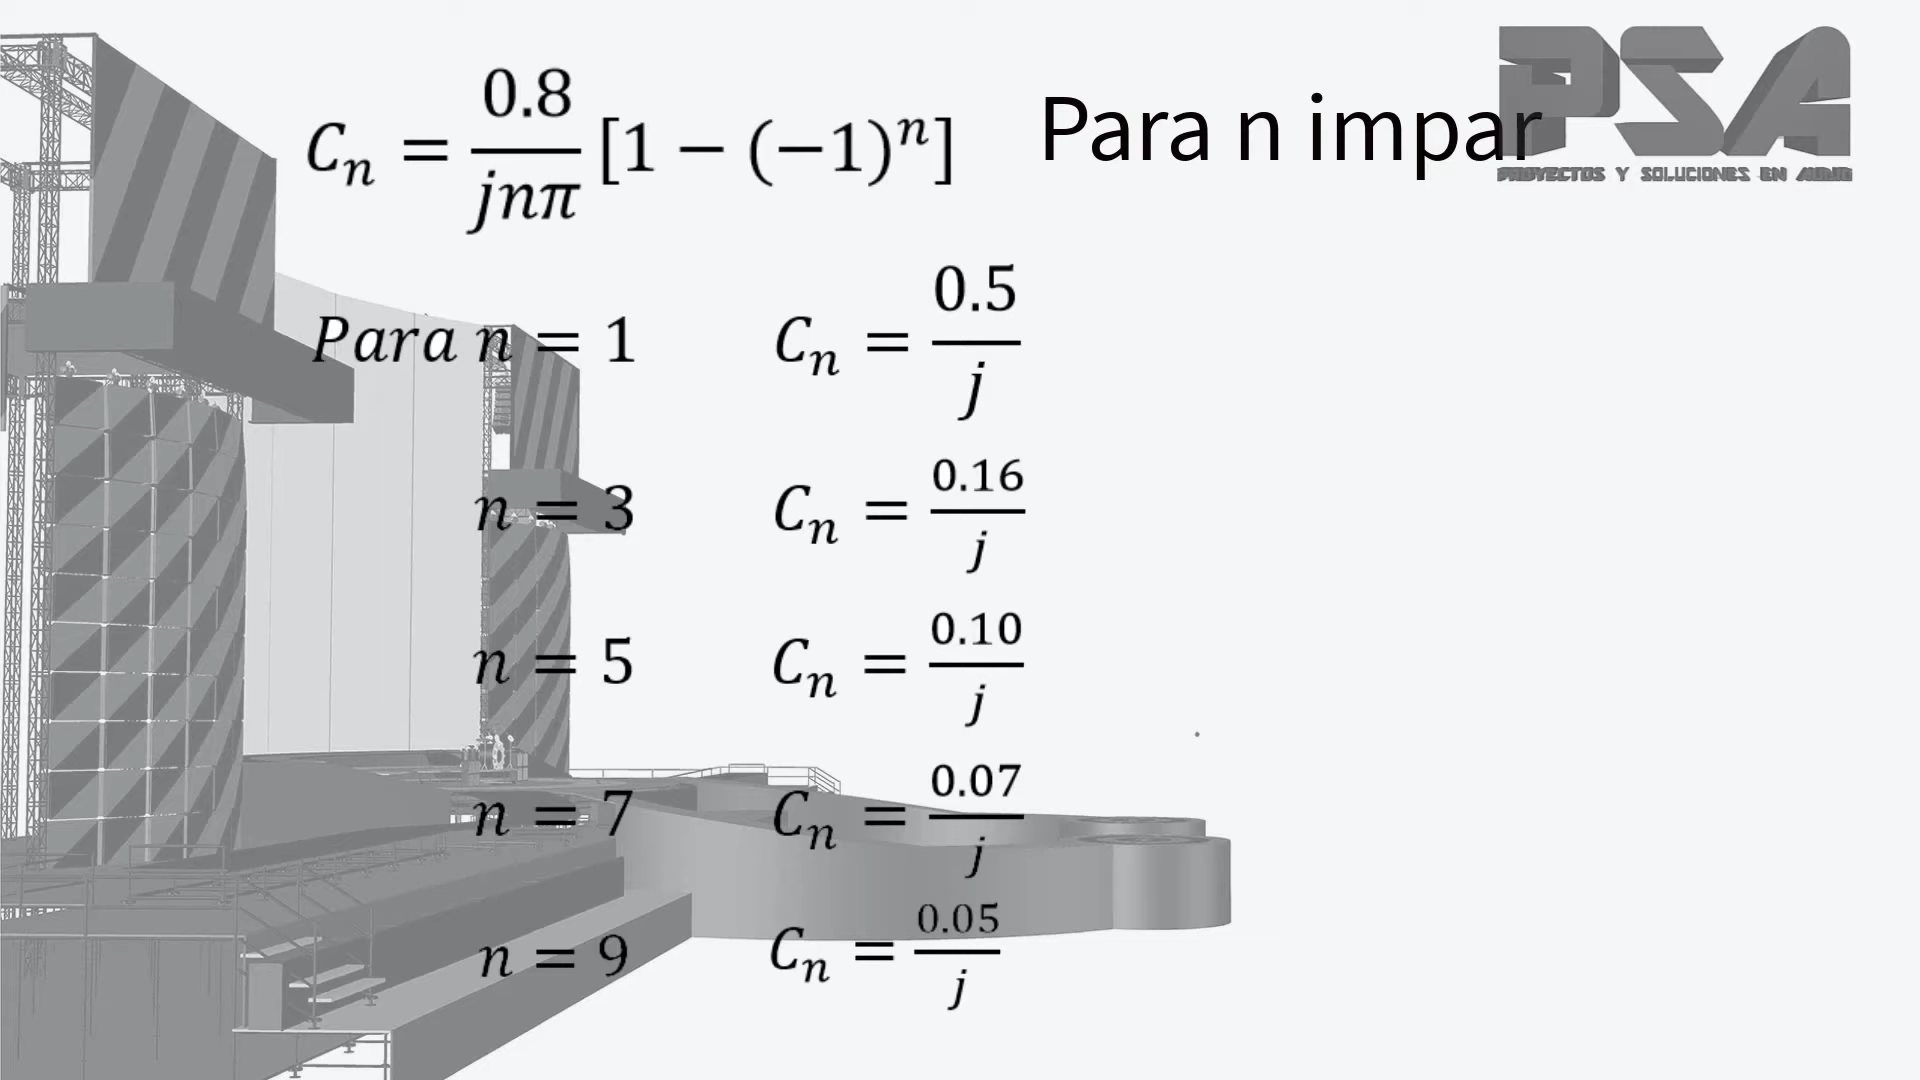 C_n = 0.8/jnπ [1 − (−1)^n] Para n impar
PSA
PROYECTOS Y SOLUCIONES EN AUDIO
Para n = 1 C_n = 0.5/j
n = 3 C_n = 0.16/j
n = 5 C_n = 0.10/j
n = 7 C_n = 0.07/j
n = 9 C_n = 0.05/j